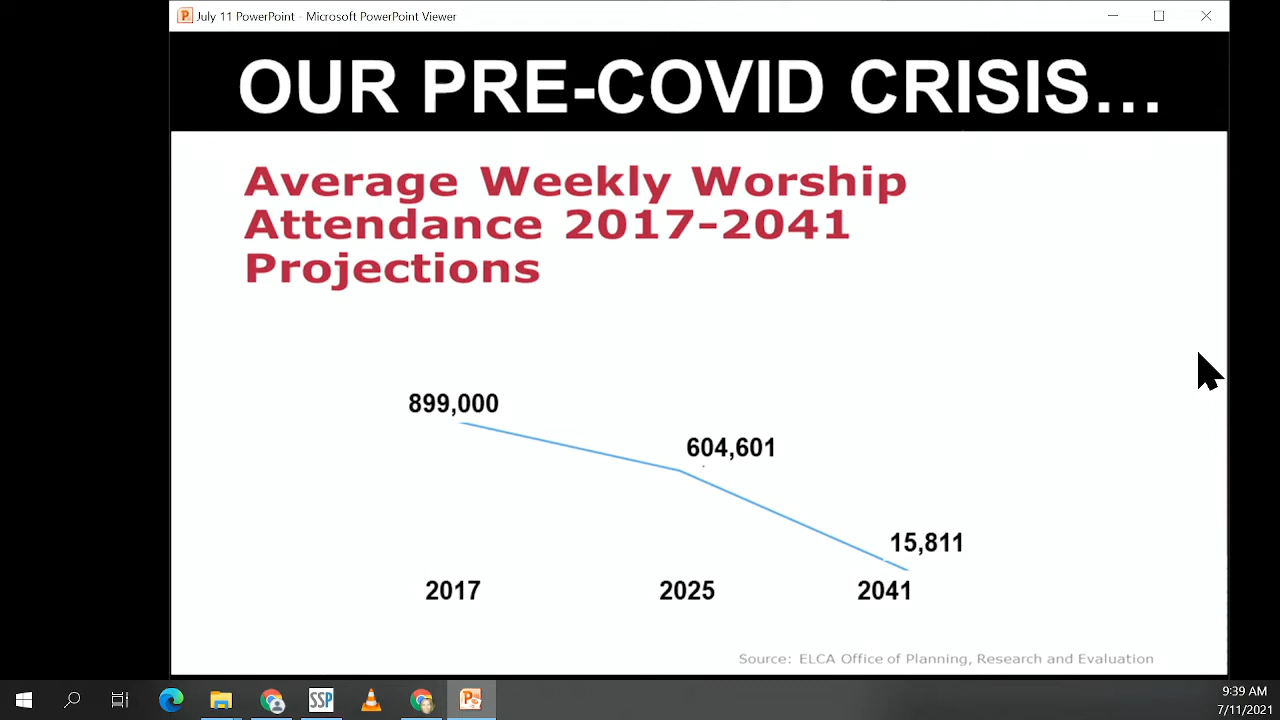 July 11 PowerPoint - Microsoft PowerPoint Viewer
OUR PRE-COVID CRISIS...
Average Weekly Worship
Attendance 2017-2041
Projections
899,000
604,601
15,811
2017 2025 2041
Source: ELCA Office of Planning, Research and Evaluation
SSP
9:39 AM
7/11/2021